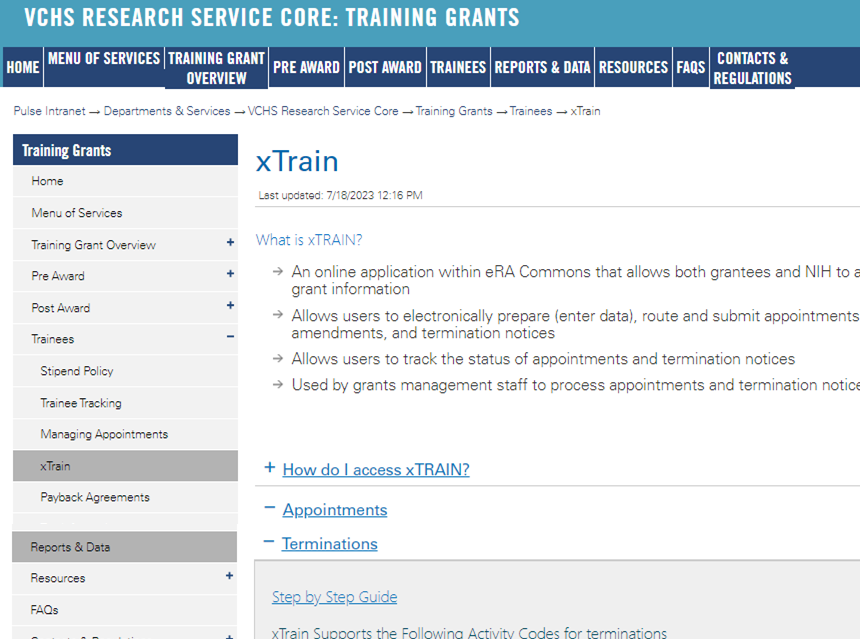 VCHS RESEARCH SERVICE CORE: TRAINING GRANTS
HOME
MENU OF SERVICES
TRAINING GRANT
OVERVIEW
PRE AWARD
POST AWARD
TRAINEES
REPORTS & DATA
RESOURCES
FAQS
CONTACTS &
REGULATIONS
Pulse Intranet → Departments & Services → VCHS Research Service Core → Training Grants → Trainees → xTrain
Training Grants
Home
Menu of Services
Training Grant Overview +
Pre Award +
Post Award +
Trainees −
Stipend Policy
Trainee Tracking
Managing Appointments
xTrain
Payback Agreements
Reports & Data
Resources +
FAQs
xTrain
Last updated: 7/18/2023 12:16 PM
What is xTRAIN?
→ An online application within eRA Commons that allows both grantees and NIH to a
grant information
→ Allows users to electronically prepare (enter data), route and submit appointments
amendments, and termination notices
→ Allows users to track the status of appointments and termination notices
→ Used by grants management staff to process appointments and termination notice
+ How do I access xTRAIN?
− Appointments
− Terminations
Step by Step Guide
xTrain Supports the Following Activity Codes for terminations